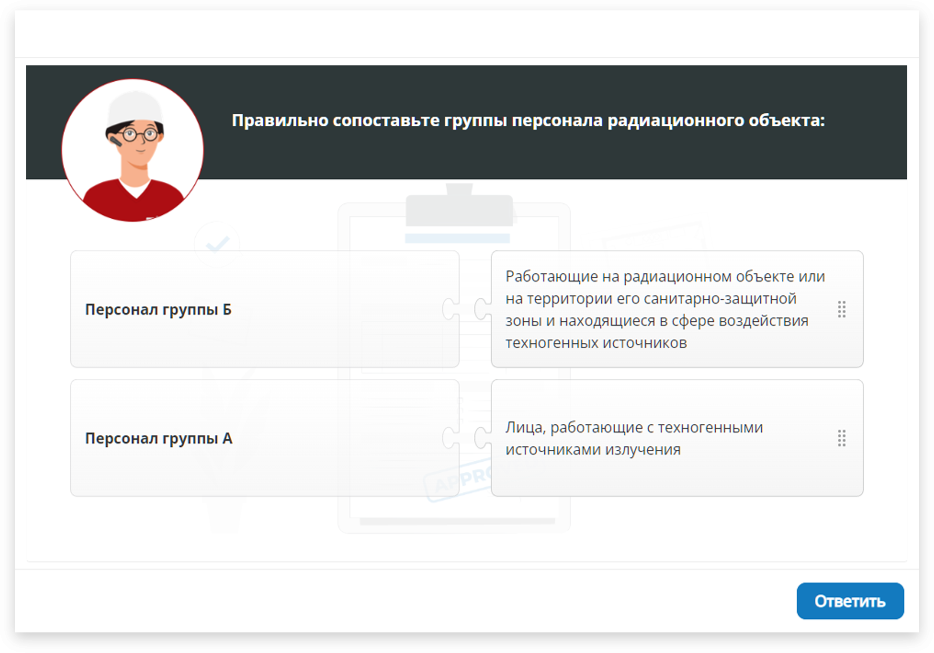 Правильно сопоставьте группы персонала радиационного объекта:
Персонал группы Б
Работающие на радиационном объекте или
на территории его санитарно-защитной
зоны и находящиеся в сфере воздействия
техногенных источников
Персонал группы А
Лица, работающие с техногенными
источниками излучения
Ответить